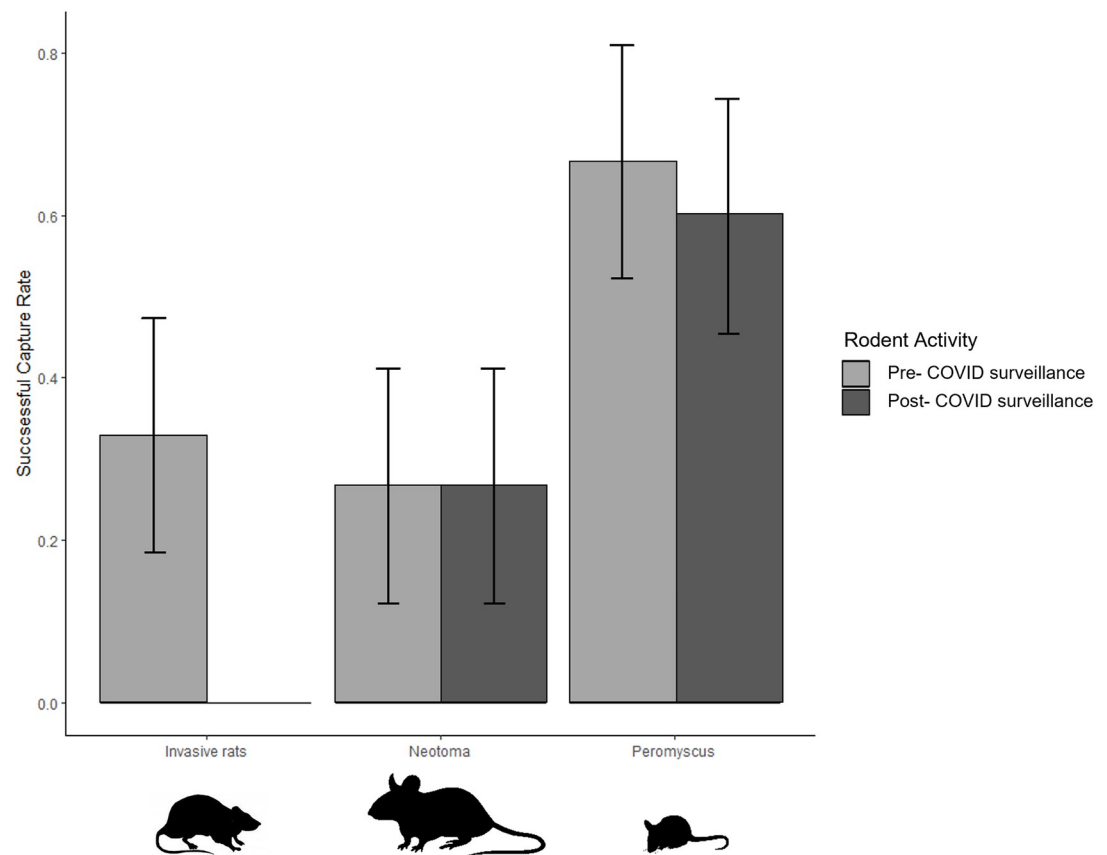 Succsessful Capture Rate
0.8
0.6
0.4
0.2
0.0
Invasive rats
Neotoma
Peromyscus
Rodent Activity
Pre- COVID surveillance
Post- COVID surveillance